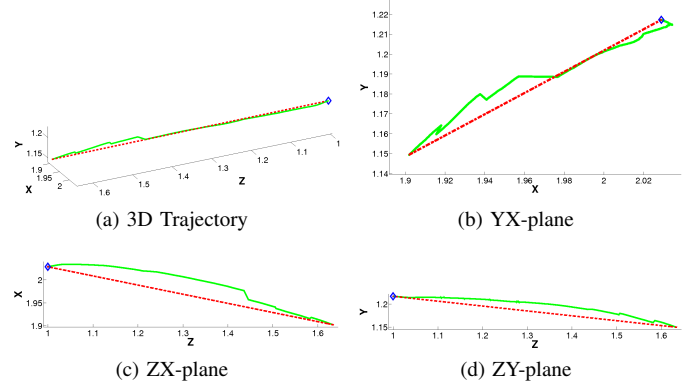 1.2
1.15
Y
1.9
1.95
2
X
1.6
1.5
1.4
1.3
1.2
1.1
1
Z
(a) 3D Trajectory
1.22
1.21
1.2
1.19
1.18
1.17
1.16
1.15
1.14
Y
1.9 1.92 1.94 1.96 1.98 2 2.02
X
(b) YX-plane
2
1.95
1.9
X
1 1.1 1.2 1.3 1.4 1.5 1.6
Z
(c) ZX-plane
1.2
1.15
Y
1 1.1 1.2 1.3 1.4 1.5 1.6
Z
(d) ZY-plane